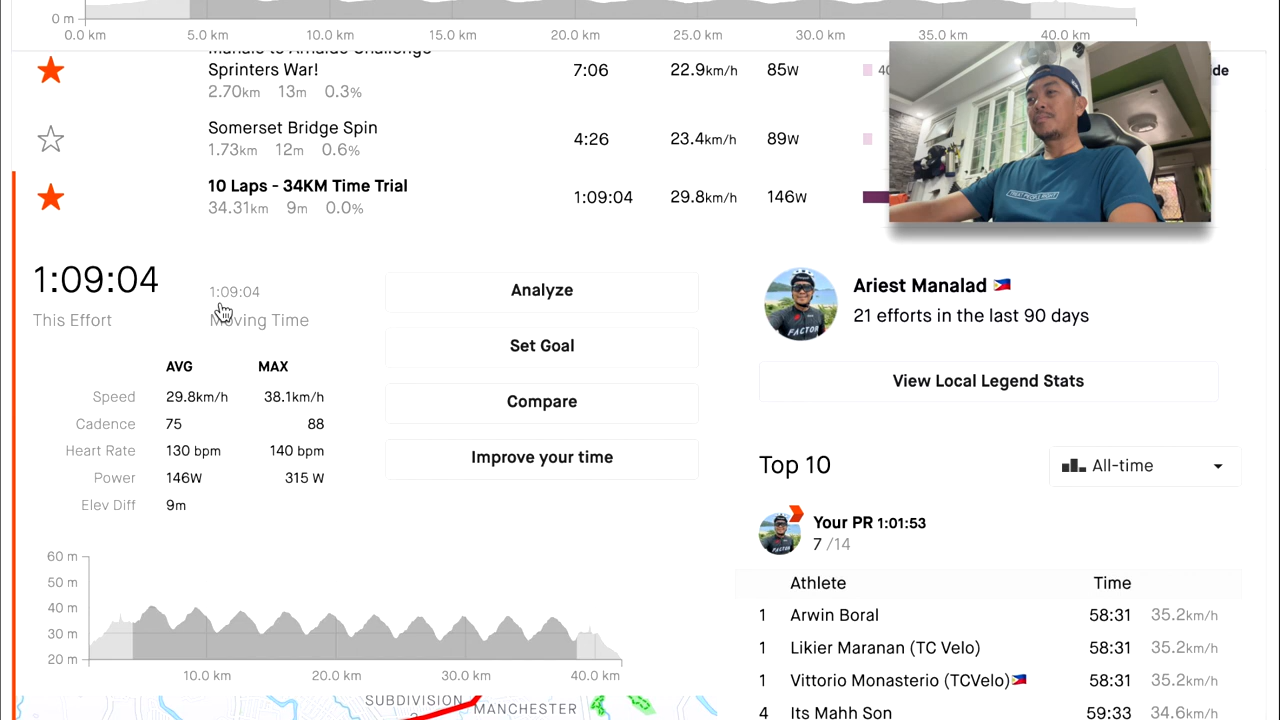 0 m
0.0 km 5.0 km 10.0 km 15.0 km 20.0 km 25.0 km 30.0 km 35.0 km 40.0 km
Sprinters War! 7:06 22.9km/h 85W 40 de
2.70km 13m 0.3%
Somerset Bridge Spin
1.73km 12m 0.6% 4:26 23.4km/h 89W
10 Laps - 34KM Time Trial
34.31km 9m 0.0% 1:09:04 29.8km/h 146W
1:09:04 1:09:04
This Effort Moving Time
AVG MAX
Speed 29.8km/h 38.1km/h
Cadence 75 88
Heart Rate 130 bpm 140 bpm
Power 146W 315 W
Elev Diff 9m
Analyze
Set Goal
Compare
Improve your time
60 m
50 m
40 m
30 m
20 m
10.0 km 20.0 km 30.0 km 40.0 km
SUBDIVISION
MANCHESTER
Ariest Manalad
21 efforts in the last 90 days
FACTOR
View Local Legend Stats
Top 10 All-time
Your PR 1:01:53
7 /14
Athlete Time
1 Arwin Boral 58:31 35.2km/h
1 Likier Maranan (TC Velo) 58:31 35.2km/h
1 Vittorio Monasterio (TCVelo) 58:31 35.2km/h
4 Its Mahh Son 59:33 34.6km/h